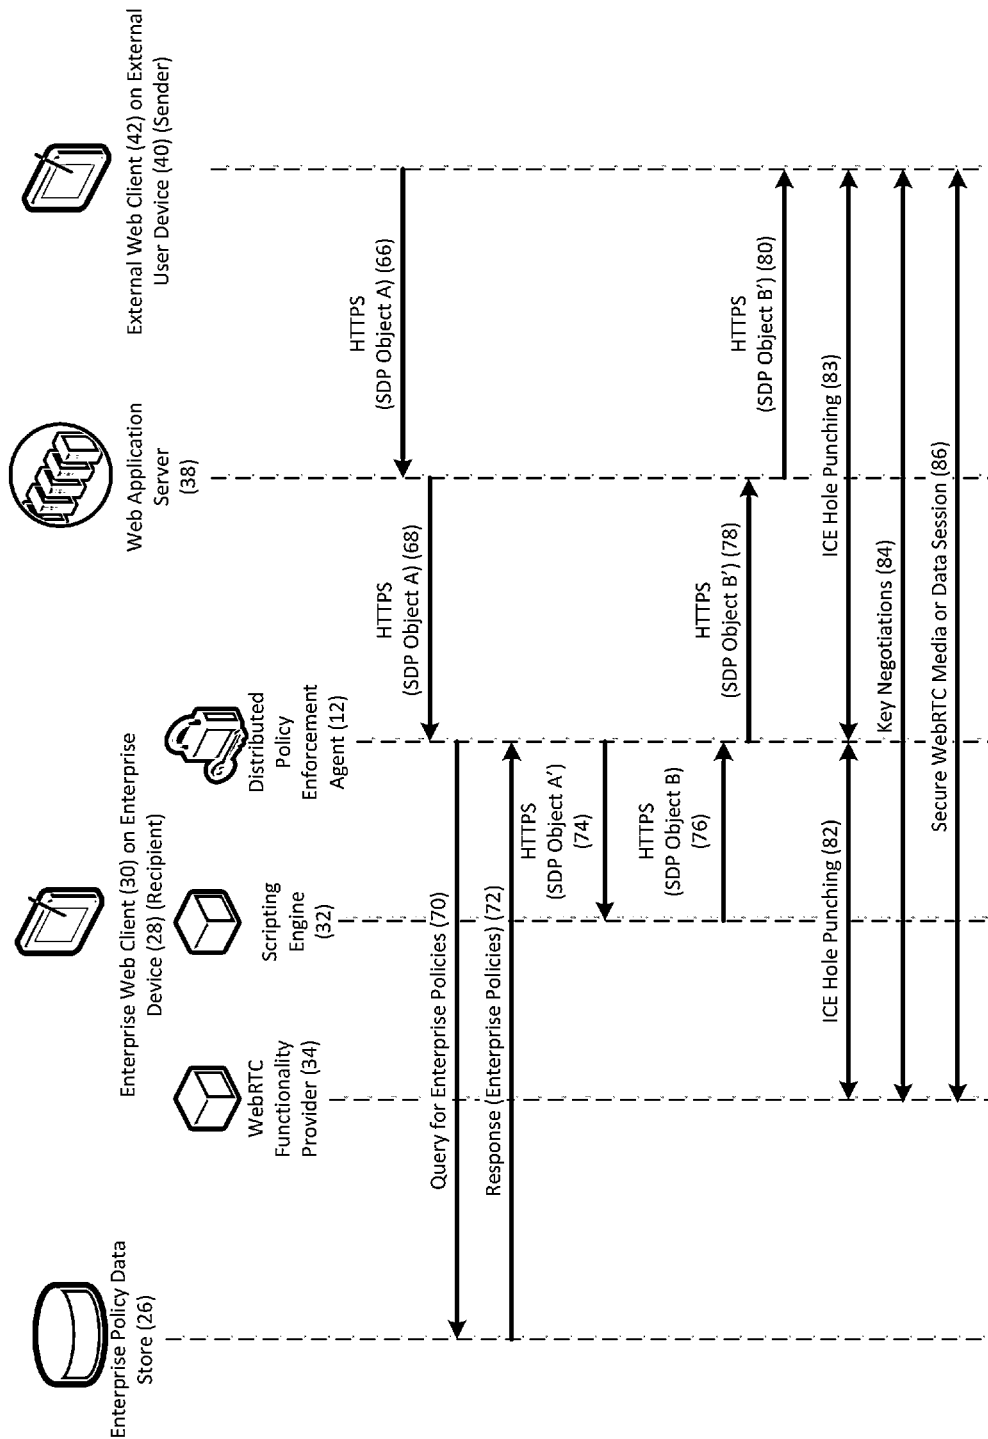 Enterprise Policy Data
Store (26)
Enterprise Web Client (30) on Enterprise
Device (28) (Recipient)
WebRTC
Functionality
Provider (34)
Scripting
Engine
(32)
Distributed
Policy
Enforcement
Agent (12)
Web Application
Server
(38)
External Web Client (42) on External
User Device (40) (Sender)
HTTPS
(SDP Object A) (66)
HTTPS
(SDP Object A) (68)
Query for Enterprise Policies (70)
Response (Enterprise Policies) (72)
HTTPS
(SDP Object A’)
(74)
HTTPS
(SDP Object B)
(76)
HTTPS
(SDP Object B’) (78)
HTTPS
(SDP Object B’) (80)
ICE Hole Punching (82)
ICE Hole Punching (83)
Key Negotiations (84)
Secure WebRTC Media or Data Session (86)